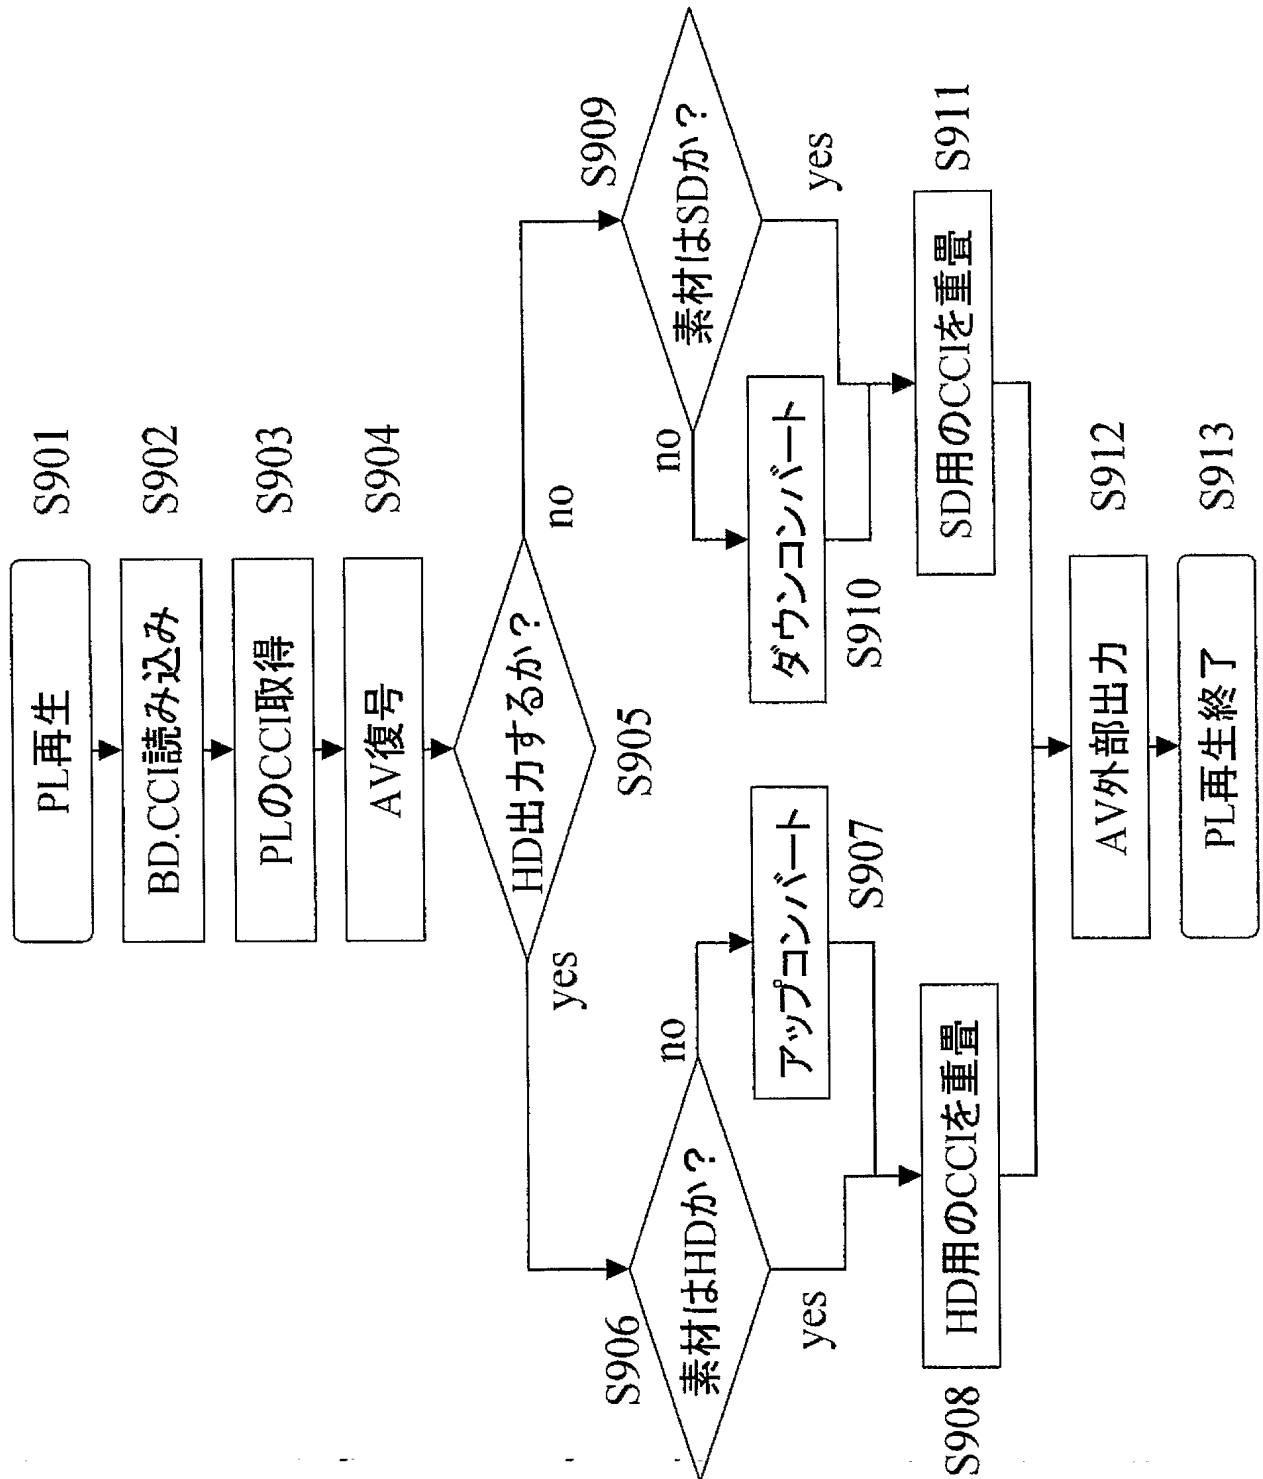 PL再生
S901
BD.CCI読み込み
S902
PLのCCI取得
S903
AV復号
S904
HD出力するか?
S905
yes
no
S906
素材はHDか?
no
yes
アップコンバート
S907
S908
HD用のCCIを重畳
S909
素材はSDか?
no
yes
ダウンコンバート
S910
SD用のCCIを重畳
S911
AV外部出力
S912
PL再生終了
S913